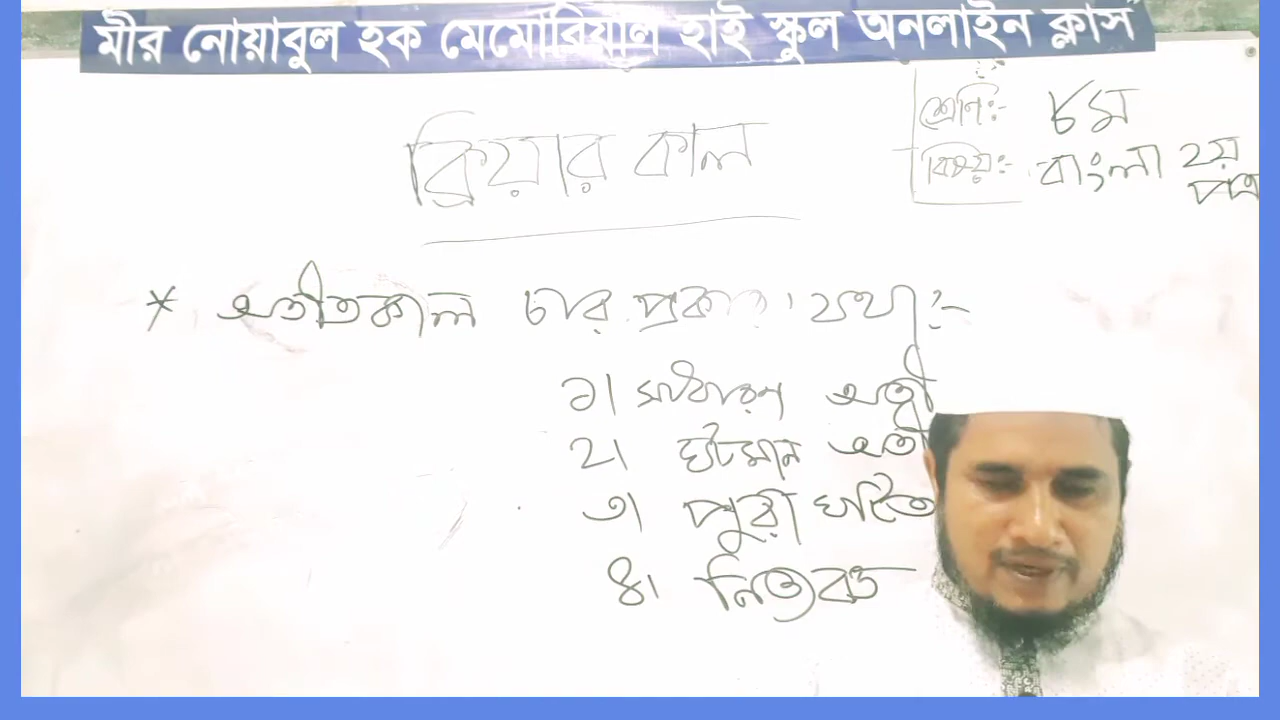 মীর নোয়াবুল হক মেমোরিয়াল হাই স্কুল অনলাইন ক্লাস
শ্রেণি:- ৮ম
বিষয়:- বাংলা ২য় পত্র
ক্রিয়ার কাল
* অতীতকাল চার প্রকার। যথা:-
১। সাধারণ অতী
২। ঘটমান অতী
৩। পুরা ঘটিত
৪। নিত্যবৃত্ত